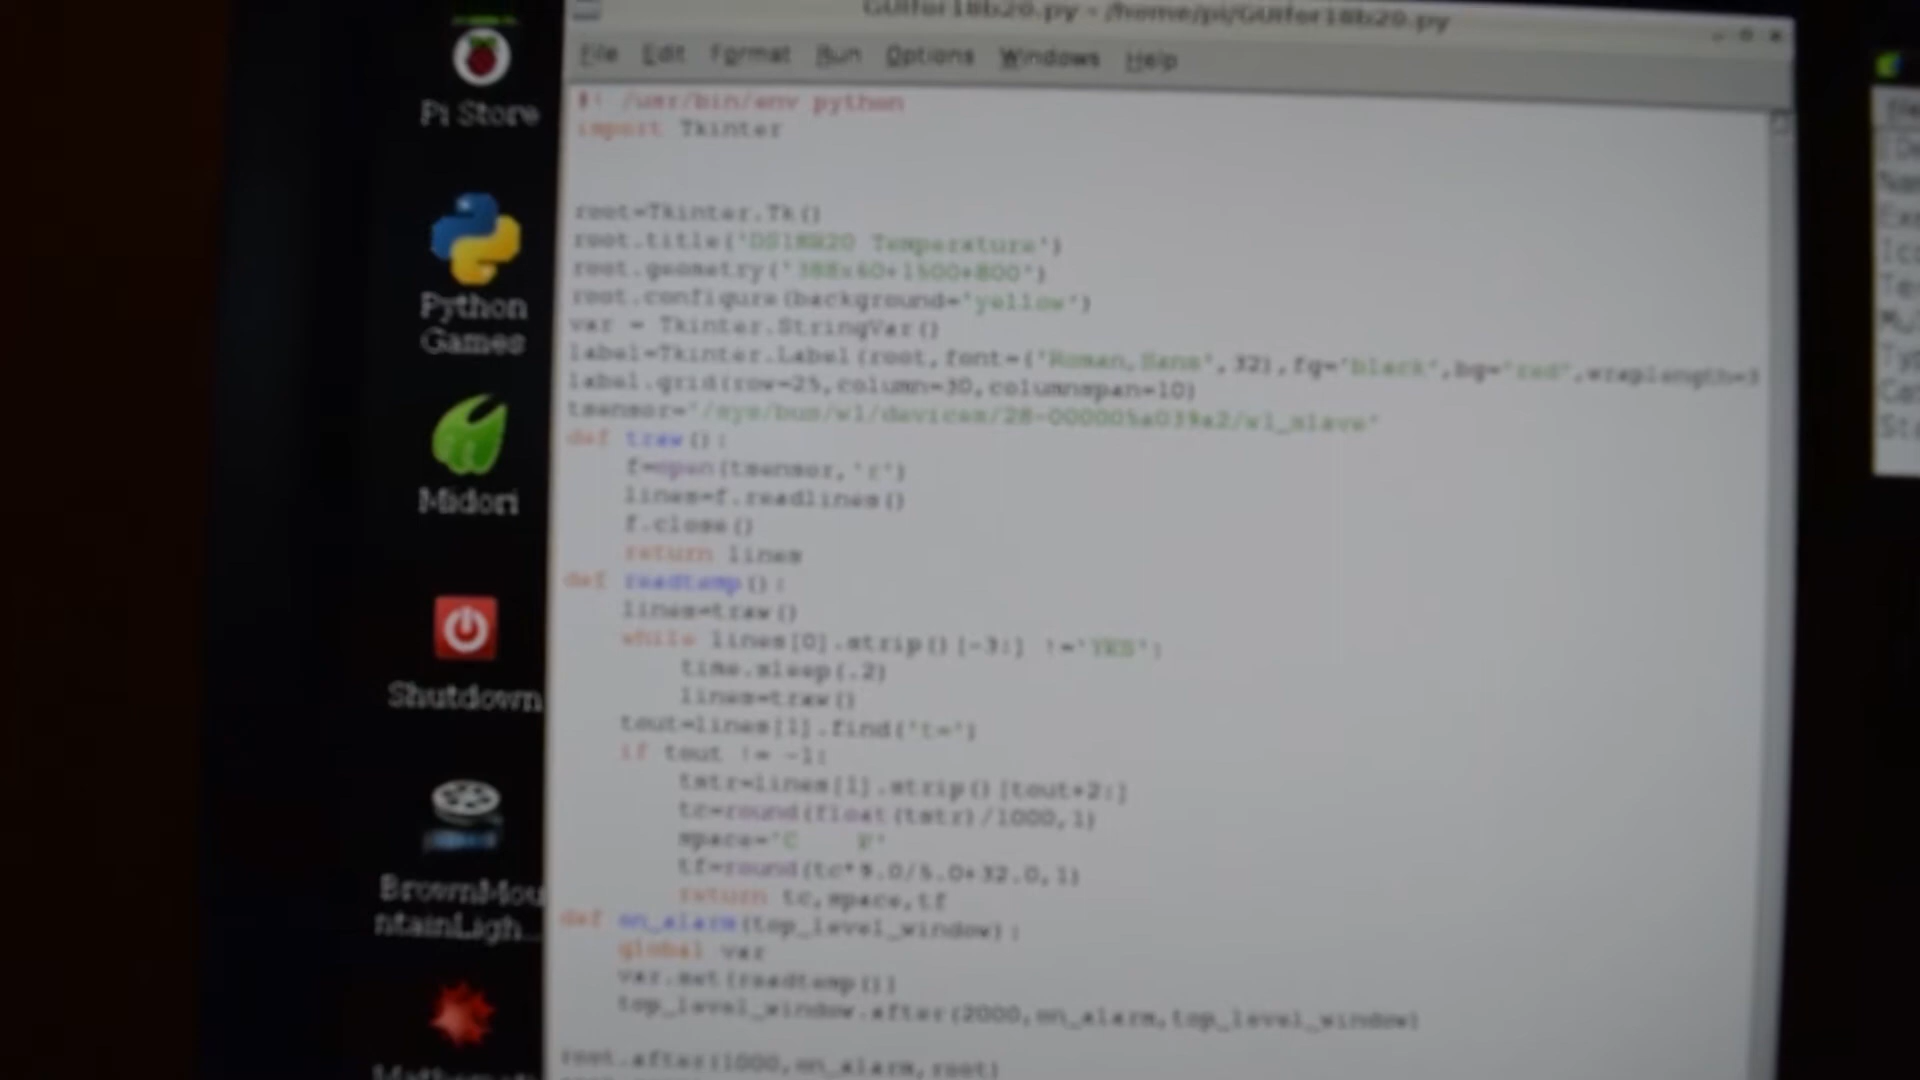 GUIfor18b20.py - /home/pi/GUIfor18b20.py
File Edit Format Run Options Windows Help
#! /usr/bin/env python
import Tkinter
root=Tkinter.Tk()
root.title('DS18B20 Temperature')
root.geometry('388x60+1500+800')
root.configure(background='yellow')
var = Tkinter.StringVar()
label=Tkinter.Label(root,font=('Roman,Sans',32),fg='black',bg='red',wraplength=3
label.grid(row=25,column=30,columnspan=10)
tsensor='/sys/bus/w1/devices/28-000005a039a2/w1_slave'
def traw():
    f=open(tsensor,'r')
    lines=f.readlines()
    f.close()
    return lines
def readtemp():
    lines=traw()
    while lines[0].strip()[-3:] !='YES':
        time.sleep(.2)
        lines=traw()
    tout=lines[1].find('t=')
    if tout != -1:
        tstr=lines[1].strip()[tout+2:]
        tc=round(float(tstr)/1000,1)
        space='C    F'
        tf=round(tc*9.0/5.0+32.0,1)
        return tc,space,tf
def on_alarm(top_level_window):
    global var
    var.set(readtemp())
    top_level_window.after(2000,on_alarm,top_level_window)
root.after(1000,on_alarm,root)
Pi Store
Python
Games
Midori
Shutdown
BrownMou
ntainLigh...